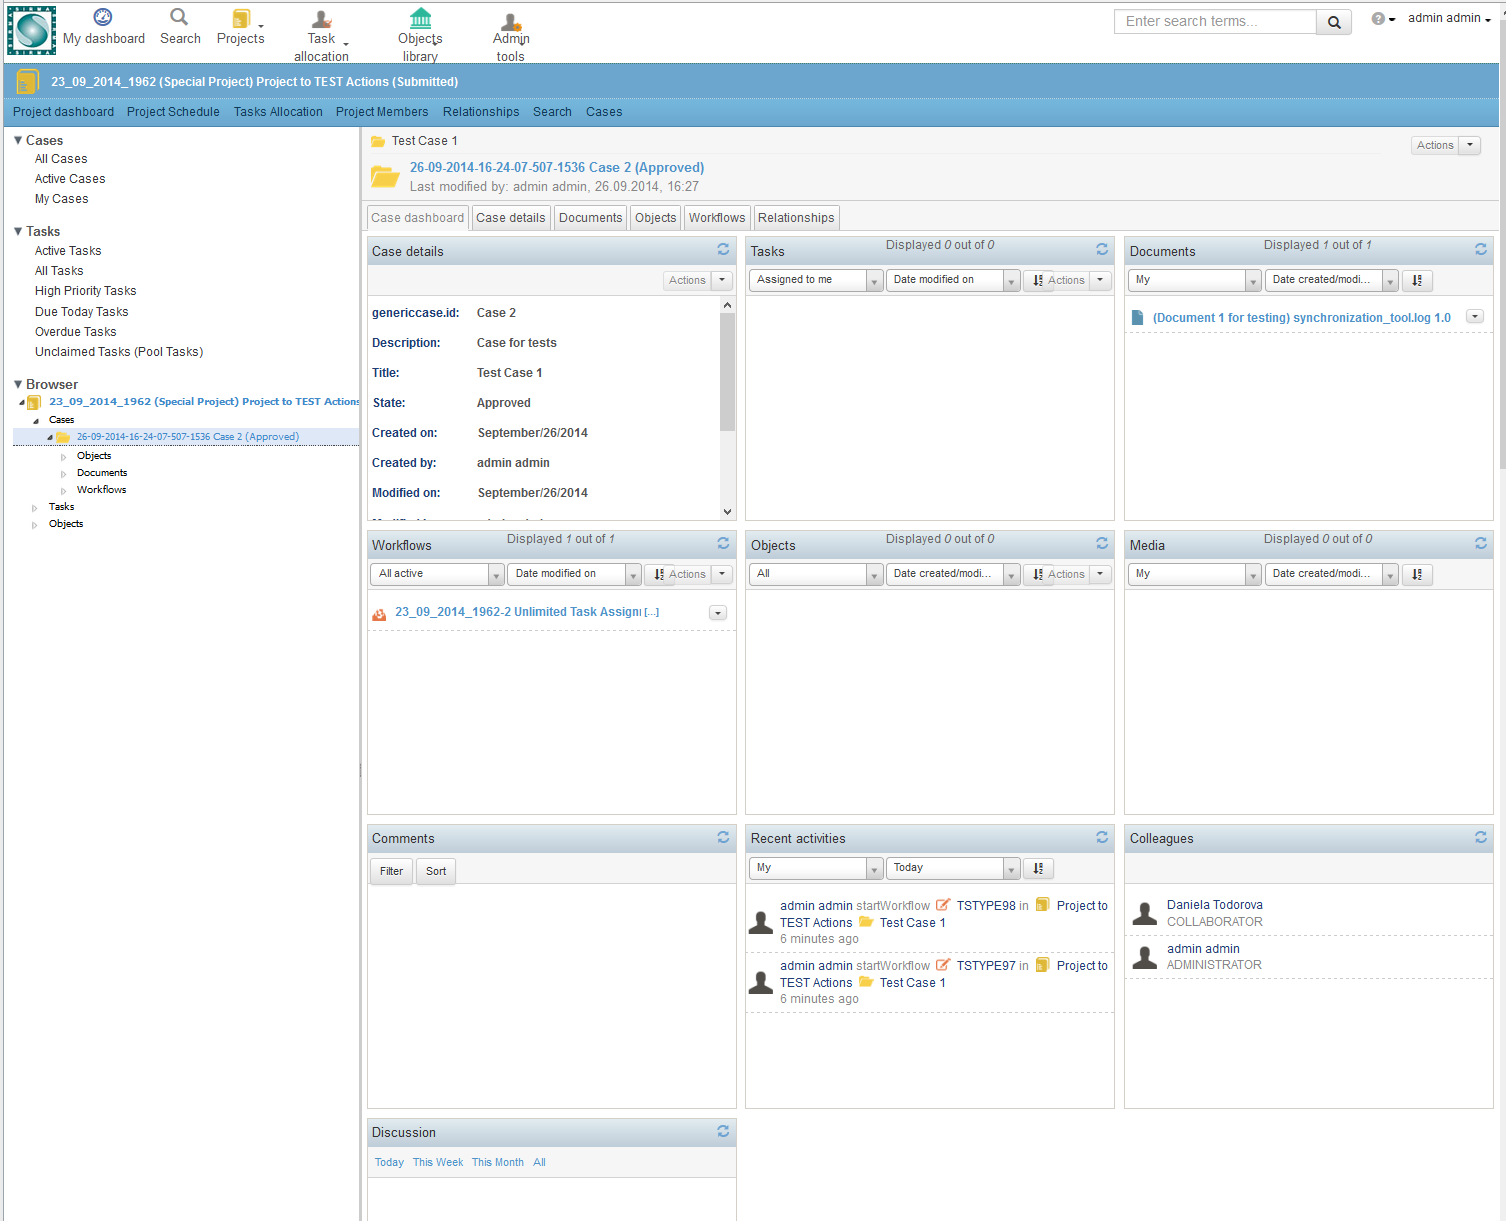 My dashboard
Search
Projects
Task allocation
Objects library
Admin tools
Enter search terms...
admin admin
23_09_2014_1962 (Special Project) Project to TEST Actions (Submitted)
Project dashboard Project Schedule Tasks Allocation Project Members Relationships Search Cases
Cases
All Cases
Active Cases
My Cases
Tasks
Active Tasks
All Tasks
High Priority Tasks
Due Today Tasks
Overdue Tasks
Unclaimed Tasks (Pool Tasks)
Browser
23_09_2014_1962 (Special Project) Project to TEST Actions
Cases
26-09-2014-16-24-07-507-1536 Case 2 (Approved)
Objects
Documents
Workflows
Tasks
Objects
Test Case 1
Actions
26-09-2014-16-24-07-507-1536 Case 2 (Approved)
Last modified by: admin admin, 26.09.2014, 16:27
Case dashboard Case details Documents Objects Workflows Relationships
Case details
Actions
genericcase.id: Case 2
Description: Case for tests
Title: Test Case 1
State: Approved
Created on: September/26/2014
Created by: admin admin
Modified on: September/26/2014
Tasks
Displayed 0 out of 0
Assigned to me
Date modified on
Actions
Documents
Displayed 1 out of 1
My
Date created/modi...
(Document 1 for testing) synchronization_tool.log 1.0
Workflows
Displayed 1 out of 1
All active
Date modified on
Actions
23_09_2014_1962-2 Unlimited Task Assign [...]
Objects
Displayed 0 out of 0
All
Date created/modi...
Actions
Media
Displayed 0 out of 0
My
Date created/modi...
Comments
Filter
Sort
Recent activities
My
Today
admin admin startWorkflow TSTYPE98 in Project to
TEST Actions Test Case 1
6 minutes ago
admin admin startWorkflow TSTYPE97 in Project to
TEST Actions Test Case 1
6 minutes ago
Colleagues
Daniela Todorova
COLLABORATOR
admin admin
ADMINISTRATOR
Discussion
Today This Week This Month All